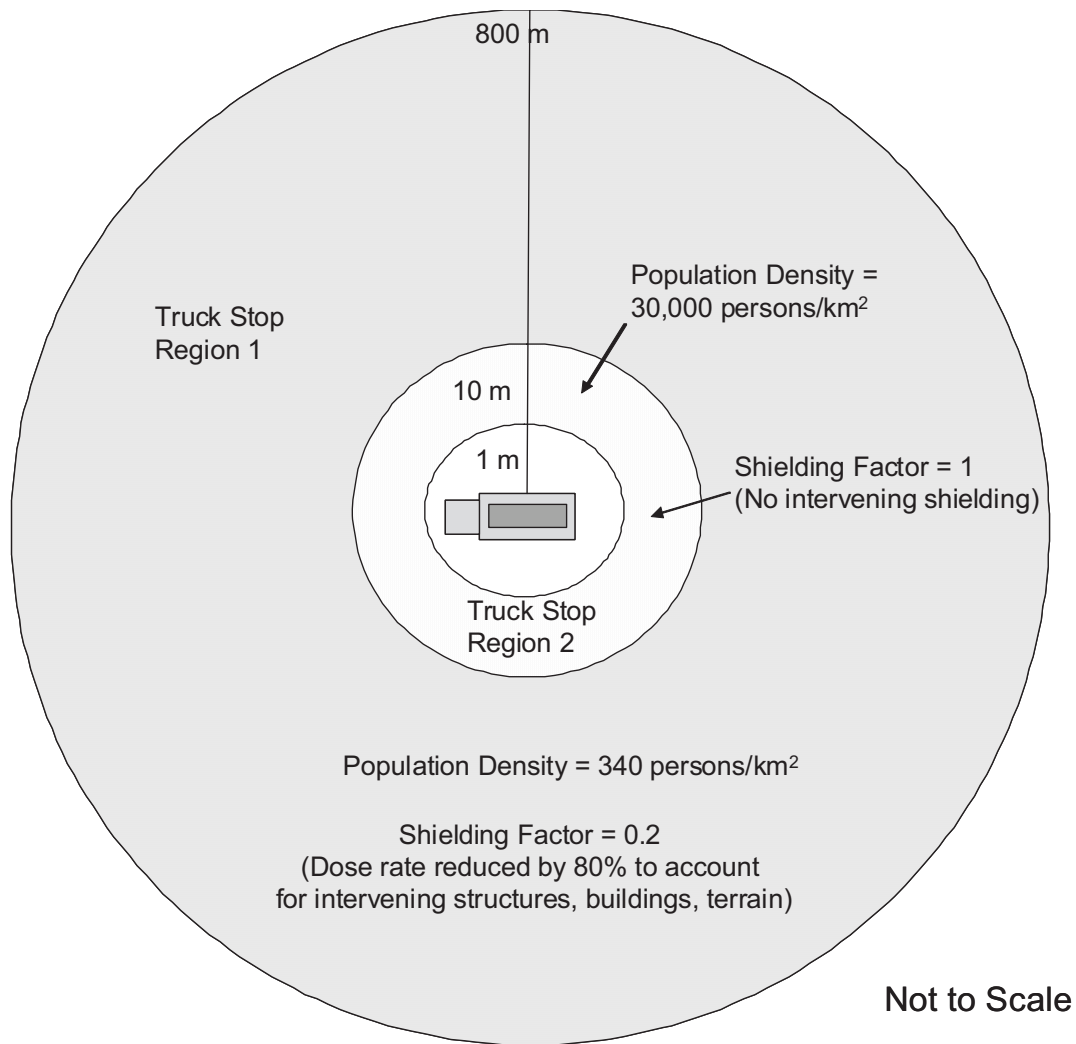 800 m
Population Density =
30,000 persons/km²
Truck Stop
Region 1
10 m
1 m
Shielding Factor = 1
(No intervening shielding)
Truck Stop
Region 2
Population Density = 340 persons/km²
Shielding Factor = 0.2
(Dose rate reduced by 80% to account
for intervening structures, buildings, terrain)
Not to Scale